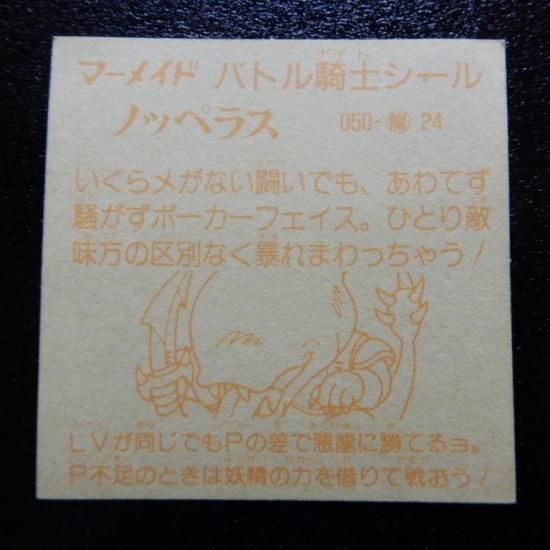 マーメイド バトル騎士シール
ノッペラス 050-龍 24
いくらメがない闘いでも、あわてず
騒がずポーカーフェイス。ひとり敵
味方の区別なく暴れまわっちゃう!
LVが同じでもPの差で悪龍に勝てるョ。
P不足のときは妖精の力を借りて戦おう!